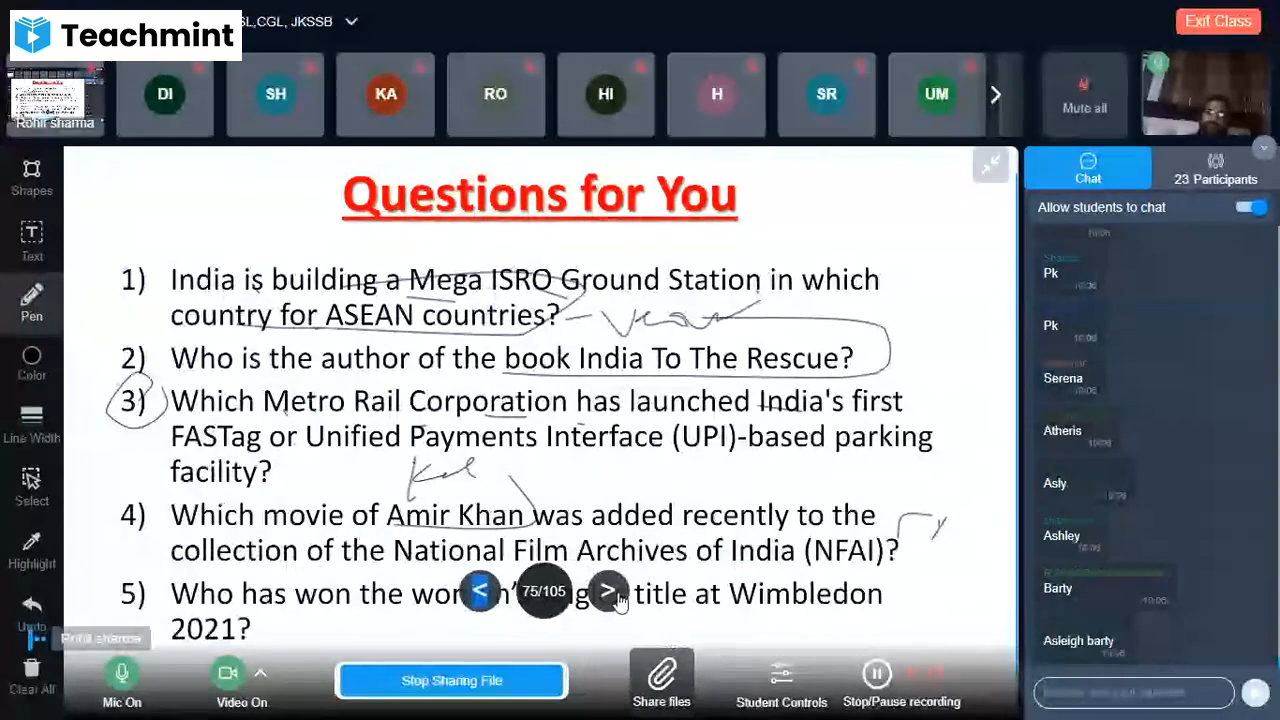 SL,CGL, JKSSB
Exit Class
Teachmint
Rohit sharma
DI
SH
KA
RO
HI
H
SR
UM
Mute all
Shapes
Text
Pen
Color
Line Width
Select
Highlight
Undo
Clear All
Questions for You
1) India is building a Mega ISRO Ground Station in which
country for ASEAN countries?
2) Who is the author of the book India To The Rescue?
3) Which Metro Rail Corporation has launched India's first
FASTag or Unified Payments Interface (UPI)-based parking
facility?
4) Which movie of Amir Khan was added recently to the
collection of the National Film Archives of India (NFAI)?
5) Who has won the title at Wimbledon
2021?
< 75/105 >
Rohit sharma
Mic On
Video On
Stop Sharing File
Share files
Student Controls
Stop/Pause recording
Chat
23 Participants
Allow students to chat
Pk
Pk
Serena
Atheris
Asly
Ashley
Barty
Asleigh barty